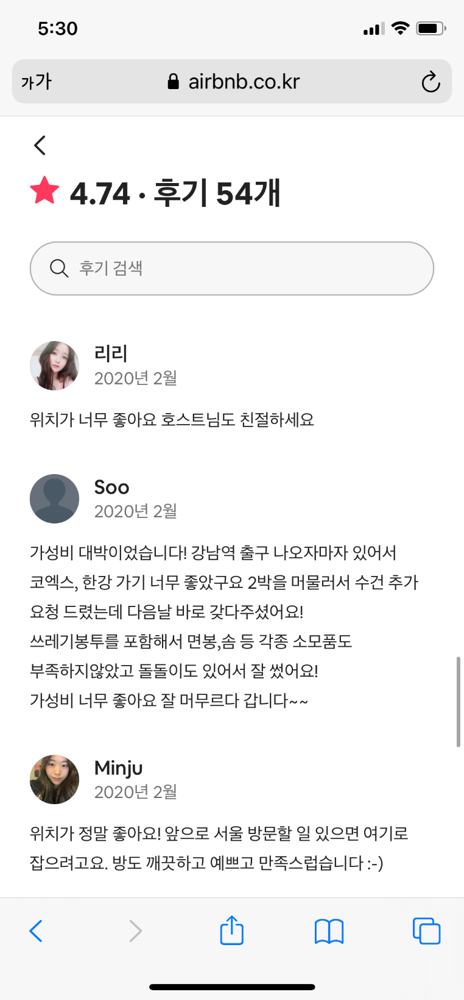 5:30
가가
airbnb.co.kr
4.74 · 후기 54개
후기 검색
리리
2020년 2월
위치가 너무 좋아요 호스트님도 친절하세요
Soo
2020년 2월
가성비 대박이었습니다! 강남역 출구 나오자마자 있어서
코엑스, 한강 가기 너무 좋았구요 2박을 머물러서 수건 추가
요청 드렸는데 다음날 바로 갖다주셨어요!
쓰레기봉투를 포함해서 면봉,솜 등 각종 소모품도
부족하지않았고 돌돌이도 있어서 잘 썼어요!
가성비 너무 좋아요 잘 머무르다 갑니다~~
Minju
2020년 2월
위치가 정말 좋아요! 앞으로 서울 방문할 일 있으면 여기로
잡으려고요. 방도 깨끗하고 예쁘고 만족스럽습니다 :-)